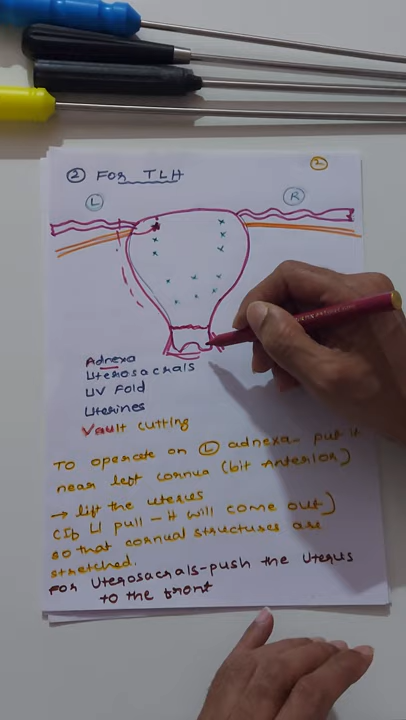 ② FOR TLH
②
L
R
Adnexa
Uterosacrals
UV Fold
Uterines
Vault cutting
To operate on Ⓛ adnexa - put it
near left cornua (bit Anterior)
→ lift the uterus
(Ib U pull - it will come out)
so that cornual structures are
stretched.
For Uterosacrals - push the Uterus
to the front